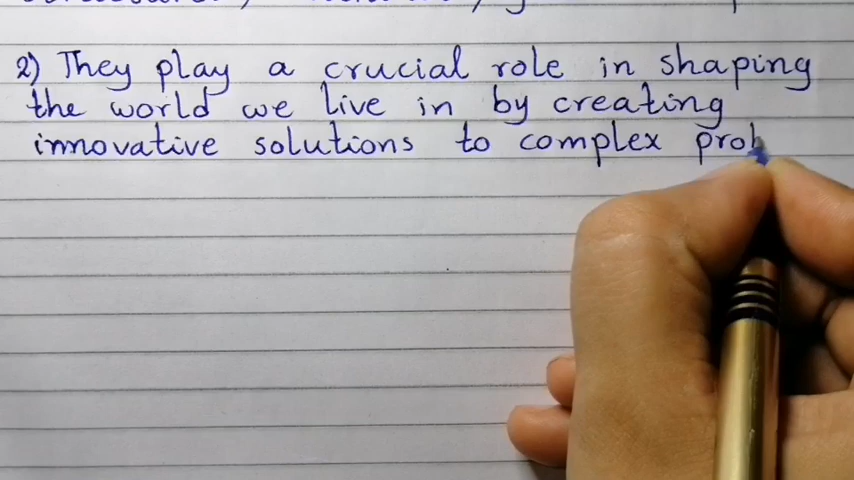 2) They play a crucial role in shaping
the world we live in by creating
innovative solutions to complex prob